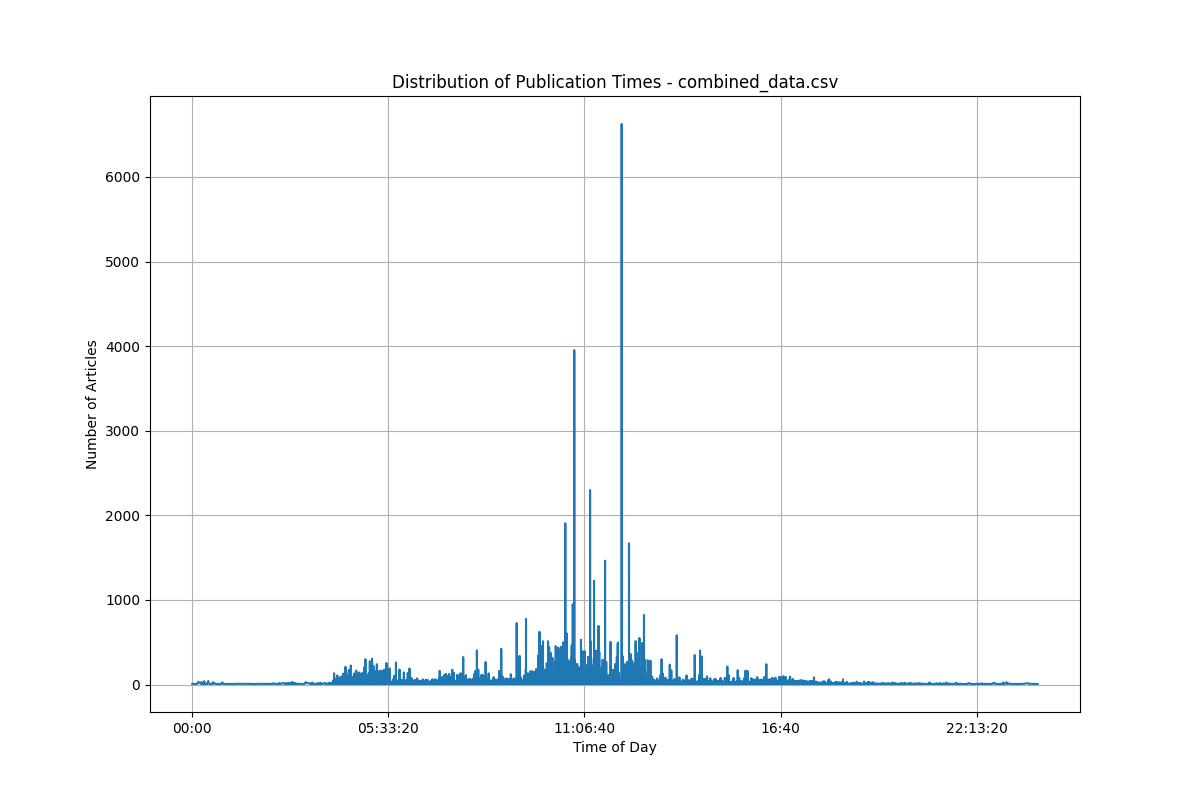 Distribution of Publication Times - combined_data.csv
Number of Articles
6000
5000
4000
3000
2000
1000
0
00:00 05:33:20 11:06:40 16:40 22:13:20
Time of Day